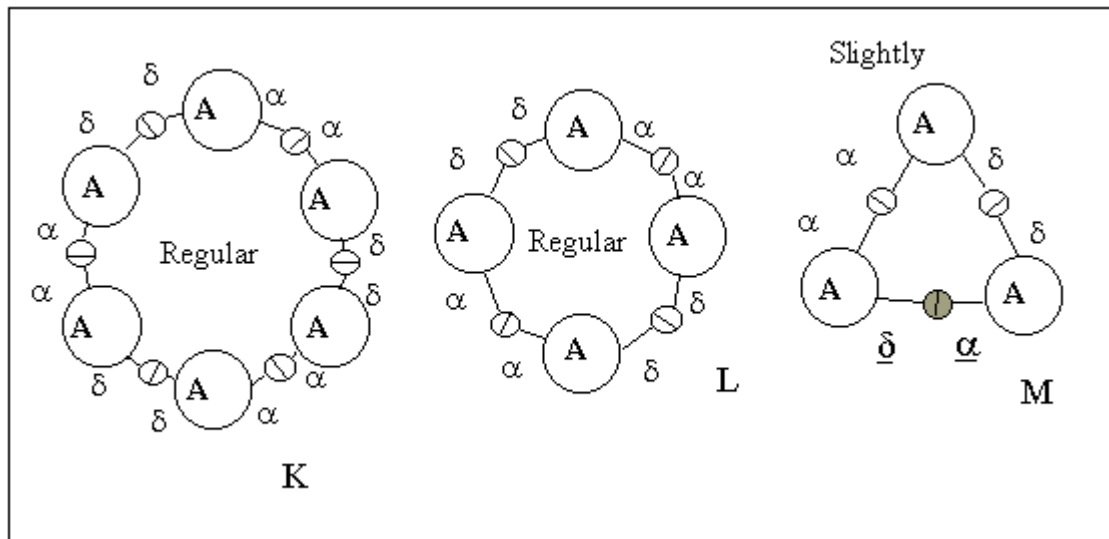 Slightly
δ A α
δ α
A A
α Regular δ
α δ
A A
δ α
δ A α
K
δ A α
δ α
A Regular A
α δ
α A δ
L
A
α δ
α δ
A A
δ α
M